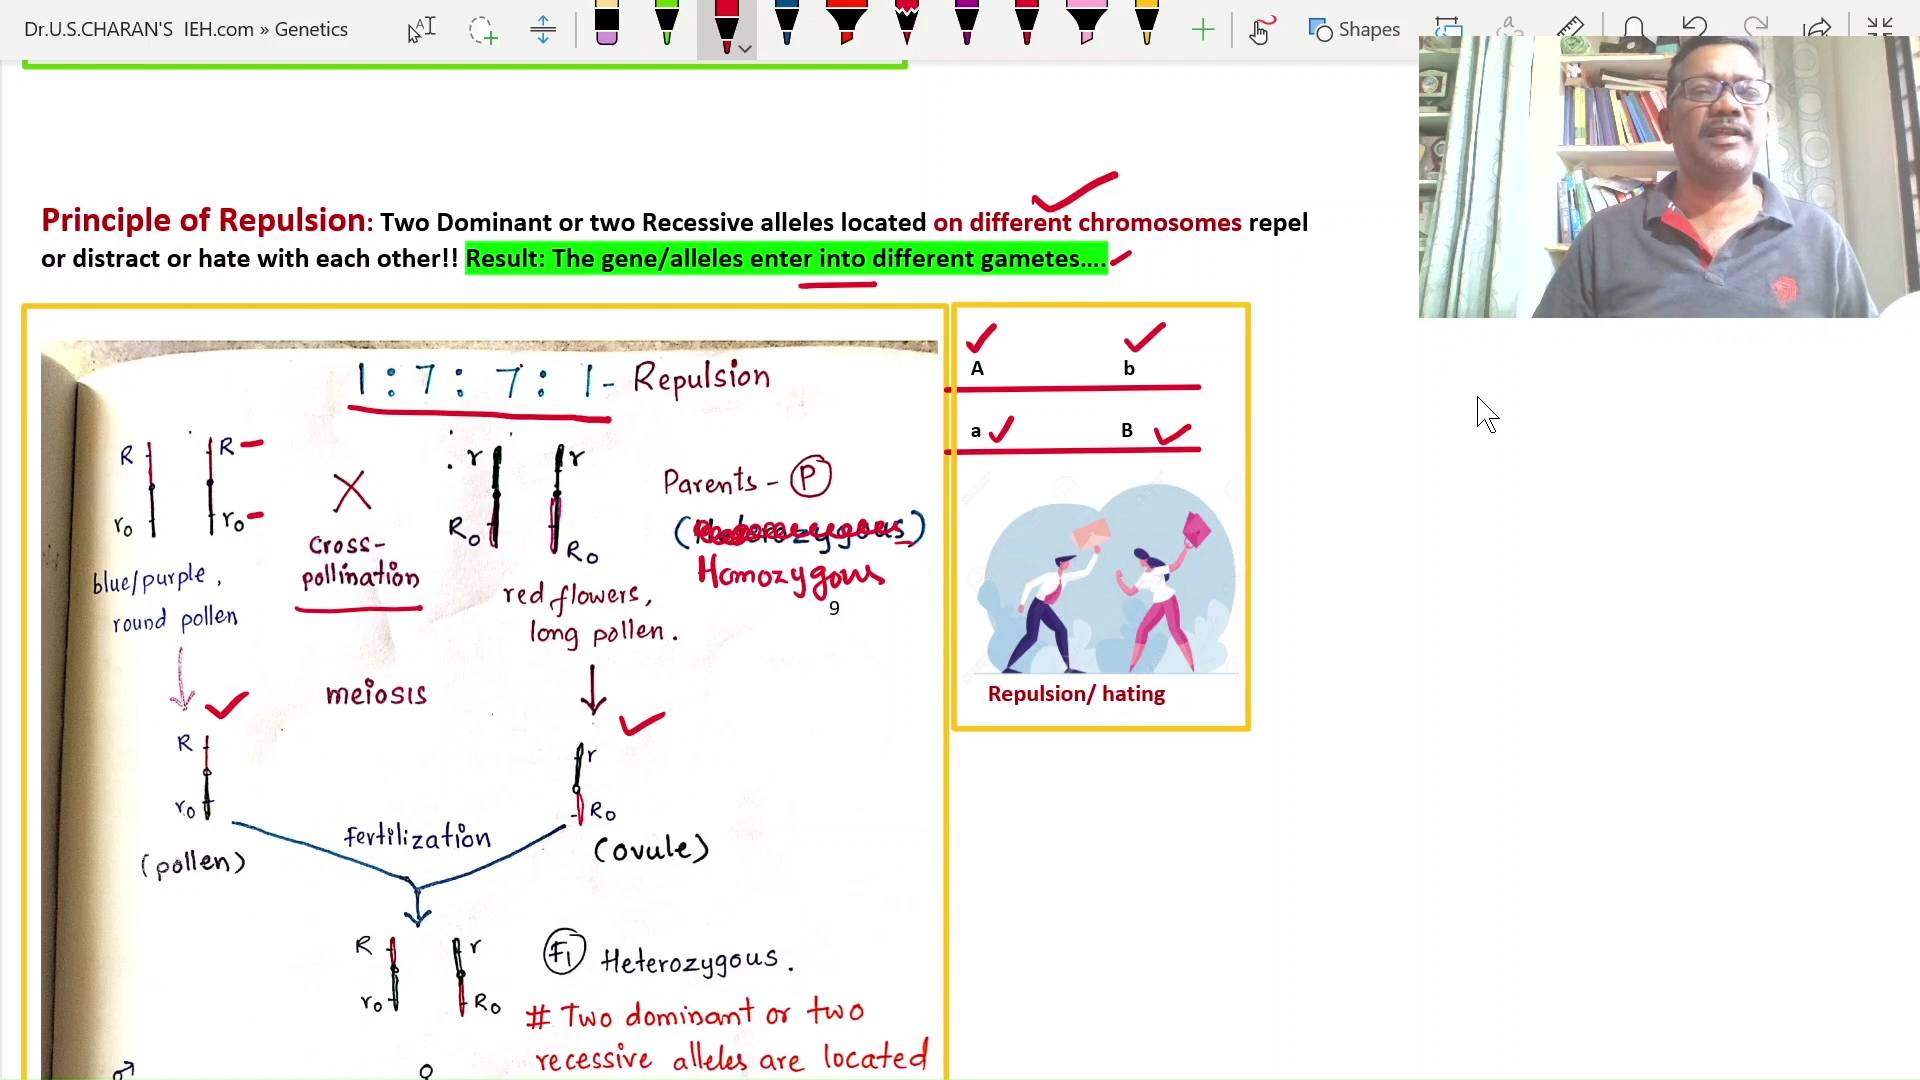 Dr.U.S.CHARAN'S IEH.com » Genetics
Shapes
Principle of Repulsion: Two Dominant or two Recessive alleles located on different chromosomes repel
or distract or hate with each other!! Result: The gene/alleles enter into different gametes....
1 : 7 : 7 : 1 - Repulsion
A b
a B
R R r r
Parents - P
ro ro Ro Ro
(Heterozygous)
Homozygous
Cross-
pollination
blue/purple,
round pollen
red flowers,
long pollen.
9
meiosis
Repulsion/ hating
R r
ro Ro
fertilization
(pollen) (ovule)
R r
F1 Heterozygous.
ro Ro
# Two dominant or two
recessive alleles are located
♂ ♀